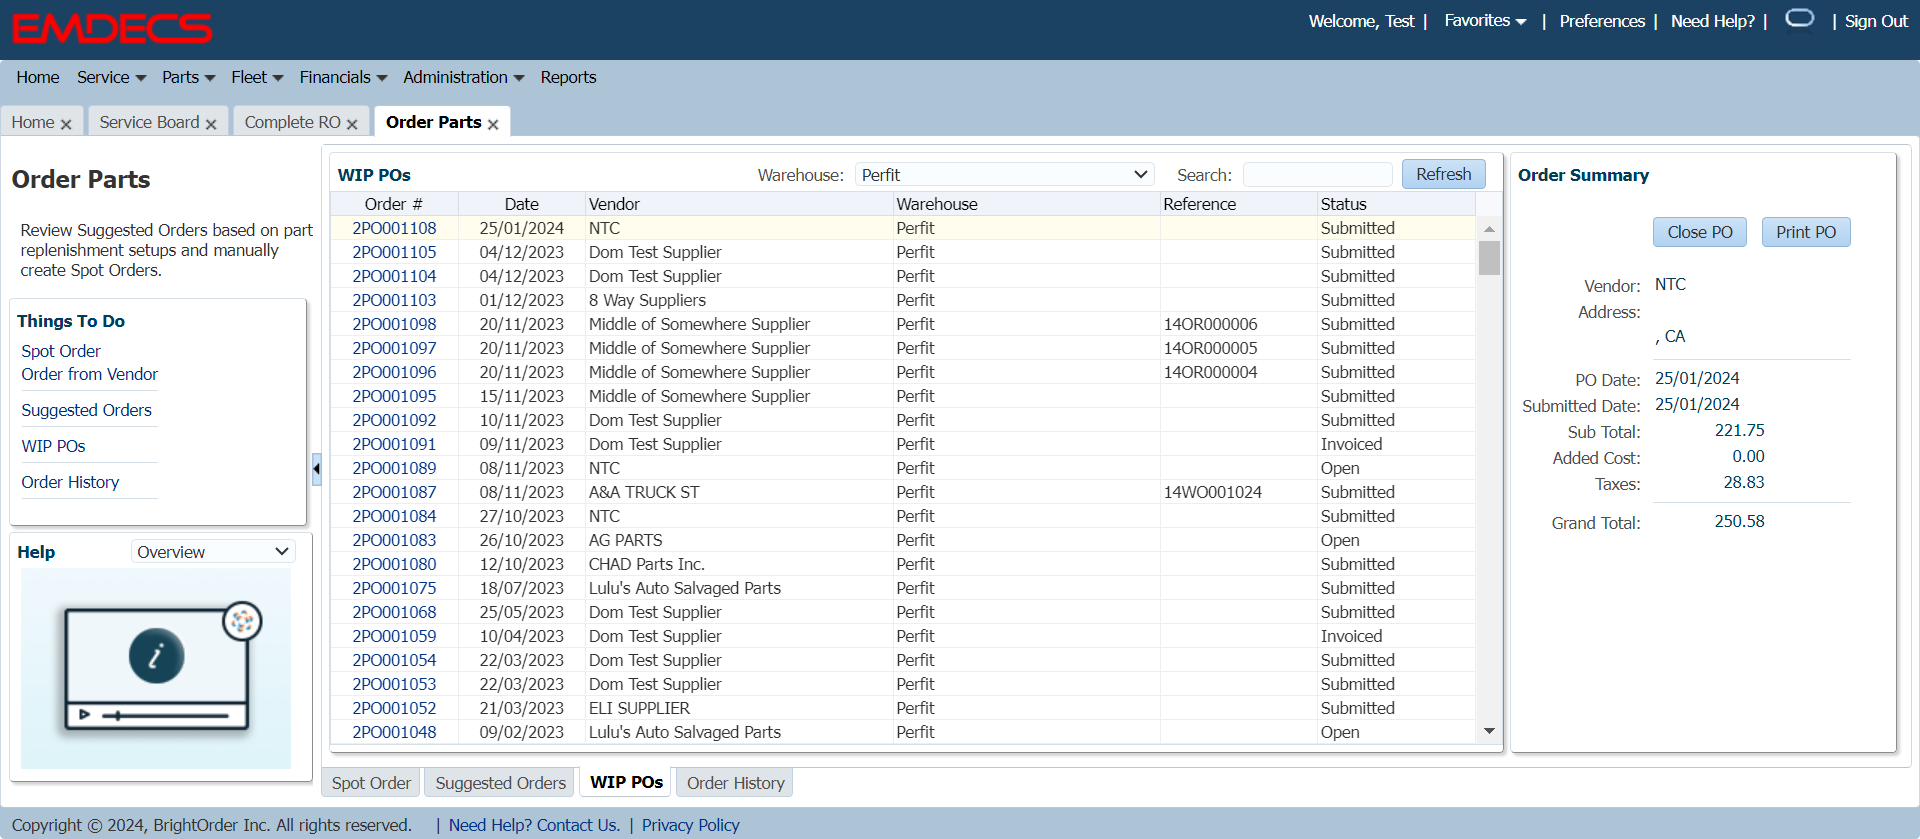 EMDECS
Welcome, Test | Favorites | Preferences | Need Help? | | Sign Out
Home Service Parts Fleet Financials Administration Reports
Home Service Board Complete RO Order Parts
Order Parts
Review Suggested Orders based on part
replenishment setups and manually
create Spot Orders.
Things To Do
Spot Order
Order from Vendor
Suggested Orders
WIP POs
Order History
Help Overview
i
WIP POs Warehouse: Perfit Search: Refresh
Order # Date Vendor Warehouse Reference Status
2PO001108 25/01/2024 NTC Perfit Submitted
2PO001105 04/12/2023 Dom Test Supplier Perfit Submitted
2PO001104 04/12/2023 Dom Test Supplier Perfit Submitted
2PO001103 01/12/2023 8 Way Suppliers Perfit Submitted
2PO001098 20/11/2023 Middle of Somewhere Supplier Perfit 14OR000006 Submitted
2PO001097 20/11/2023 Middle of Somewhere Supplier Perfit 14OR000005 Submitted
2PO001096 20/11/2023 Middle of Somewhere Supplier Perfit 14OR000004 Submitted
2PO001095 15/11/2023 Middle of Somewhere Supplier Perfit Submitted
2PO001092 10/11/2023 Dom Test Supplier Perfit Submitted
2PO001091 09/11/2023 Dom Test Supplier Perfit Invoiced
2PO001089 08/11/2023 NTC Perfit Open
2PO001087 08/11/2023 A&A TRUCK ST Perfit 14WO001024 Submitted
2PO001084 27/10/2023 NTC Perfit Submitted
2PO001083 26/10/2023 AG PARTS Perfit Open
2PO001080 12/10/2023 CHAD Parts Inc. Perfit Submitted
2PO001075 18/07/2023 Lulu's Auto Salvaged Parts Perfit Submitted
2PO001068 25/05/2023 Dom Test Supplier Perfit Submitted
2PO001059 10/04/2023 Dom Test Supplier Perfit Invoiced
2PO001054 22/03/2023 Dom Test Supplier Perfit Submitted
2PO001053 22/03/2023 Dom Test Supplier Perfit Submitted
2PO001052 21/03/2023 ELI SUPPLIER Perfit Submitted
2PO001048 09/02/2023 Lulu's Auto Salvaged Parts Perfit Open
Order Summary
Close PO Print PO
Vendor: NTC
Address:
, CA
PO Date: 25/01/2024
Submitted Date: 25/01/2024
Sub Total: 221.75
Added Cost: 0.00
Taxes: 28.83
Grand Total: 250.58
Spot Order Suggested Orders WIP POs Order History
Copyright © 2024, BrightOrder Inc. All rights reserved. | Need Help? Contact Us. | Privacy Policy